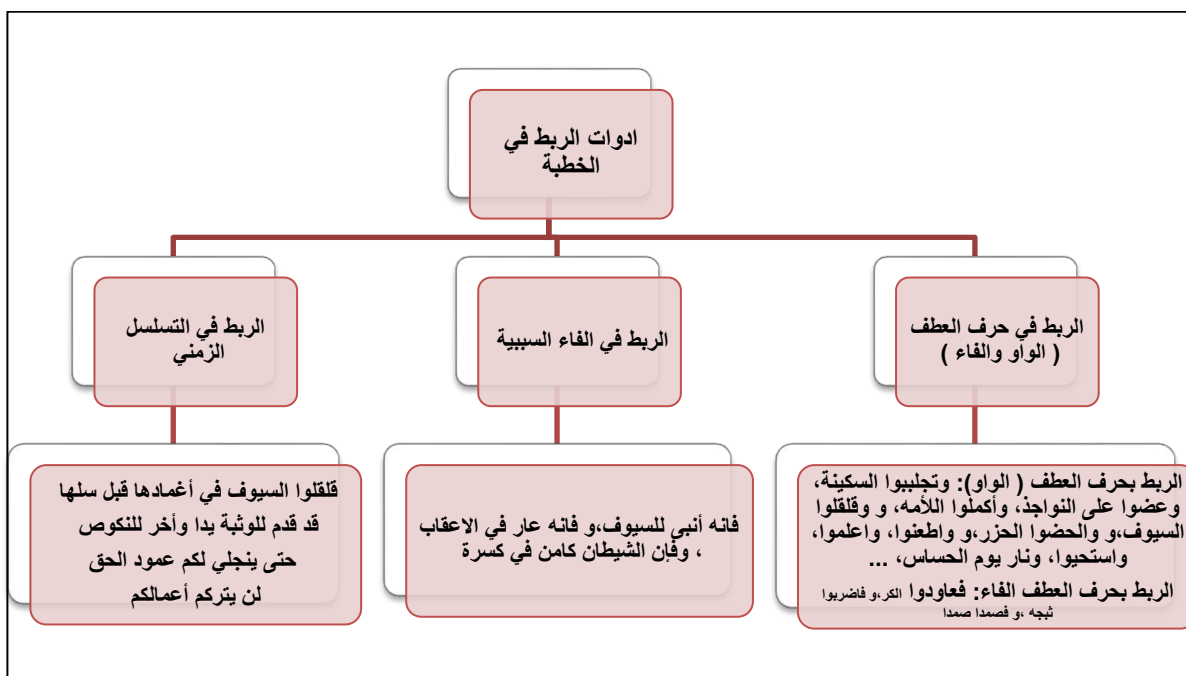 ادوات الربط في
الخطبة
الربط في حرف العطف
( الواو والفاء )
الربط في الفاء السببية
الربط في التسلسل
الزمني
الربط بحرف العطف ( الواو): وتجلببوا السكينة،
وعضوا على النواجذ، وأكملوا اللأمه، و وقلقلوا
السيوف،و والحضوا الحزر،و واطعنوا، واعلموا،
واستحيوا، ونار يوم الحساس، ...
الربط بحرف العطف الفاء: فعاودوا الكر،و فاضربوا
ثبجه ،و فصمدا صمدا
فانه أنبى للسيوف،و فانه عار في الاعقاب
، وفإن الشيطان كامن في كسرة
قلقلوا السيوف في أغمادها قبل سلها
قد قدم للوثبة يدا وأخر للنكوص
حتى ينجلي لكم عمود الحق
لن يتركم أعمالكم